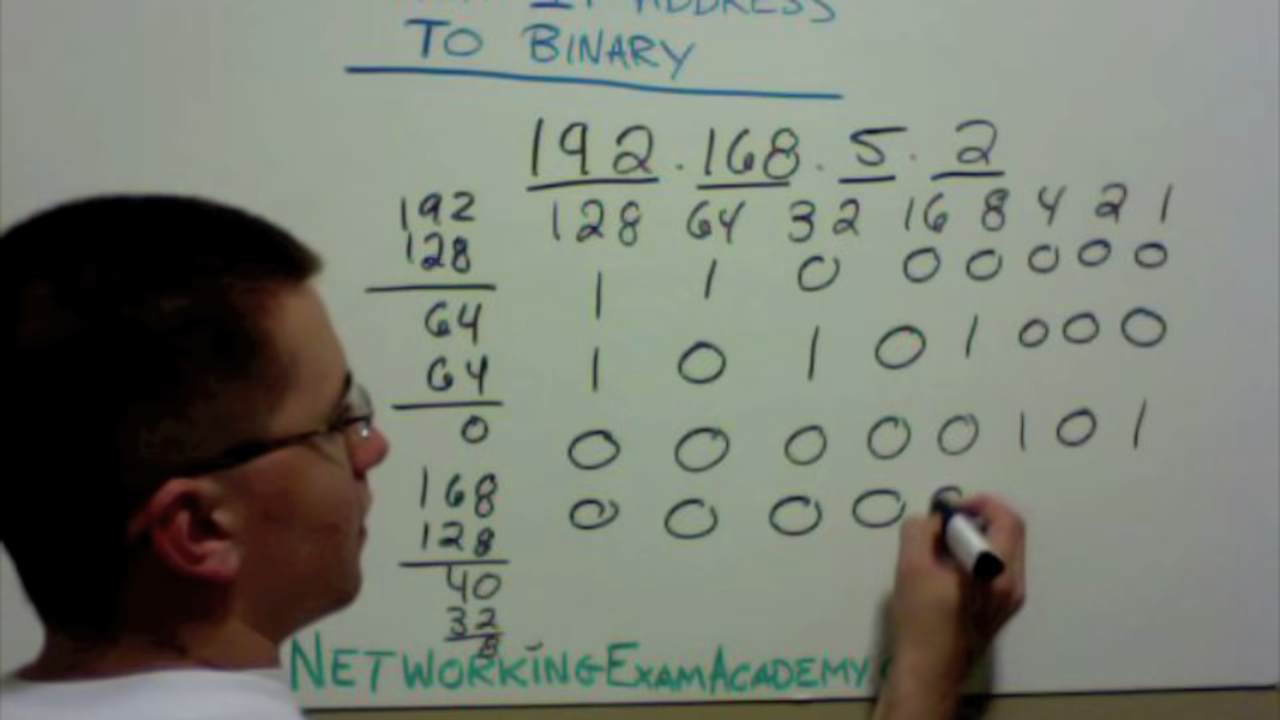 ADDRESS
TO BINARY
192.168.5.2
128 64 32 16 8 4 2 1
1 1 0 0 0 0 0 0
1 0 1 0 1 0 0 0
0 0 0 0 0 1 0 1
0 0 0 0
192
128
64
64
0
168
128
40
32
8
NETWORKINGEXAMACADEMY